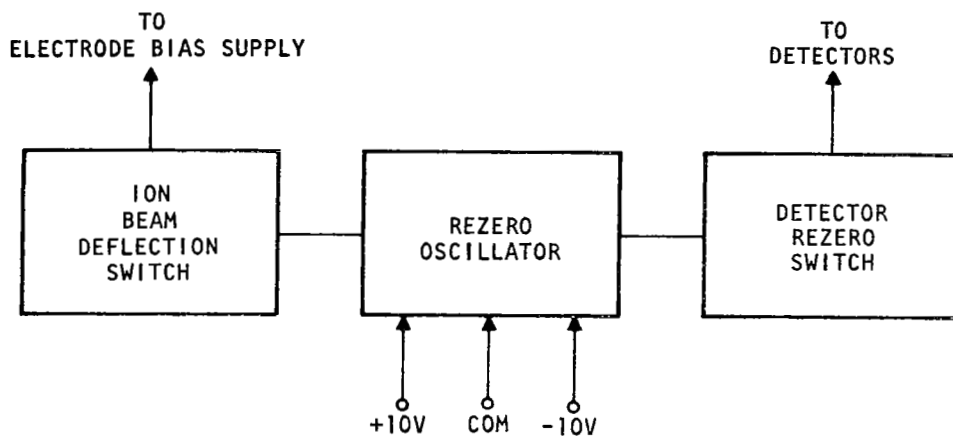 TO
ELECTRODE BIAS SUPPLY
TO
DETECTORS
ION
BEAM
DEFLECTION
SWITCH
REZERO
OSCILLATOR
DETECTOR
REZERO
SWITCH
+10V COM -10V